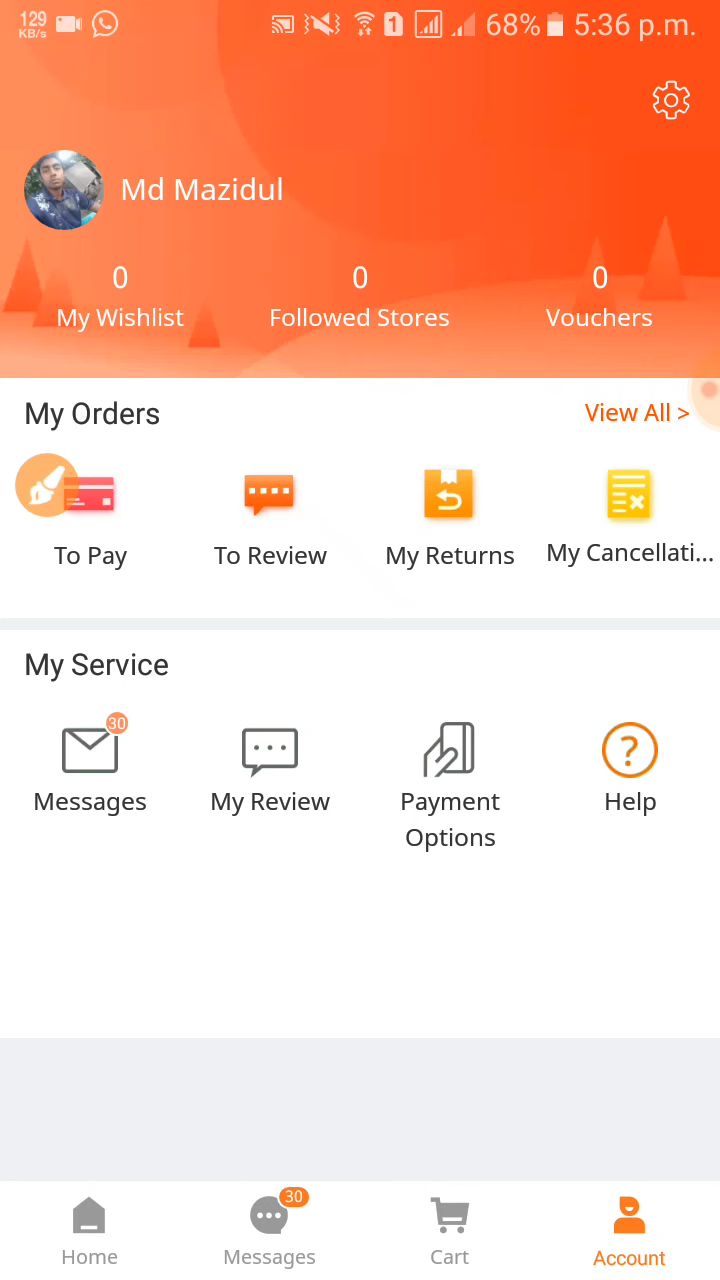 129
KB/s
1
68%
5:36 p.m.
Md Mazidul
0 0 0
My Wishlist Followed Stores Vouchers
My Orders View All >
To Pay To Review My Returns My Cancellati...
My Service
30
Messages My Review Payment Options Help
?
30
Home Messages Cart Account